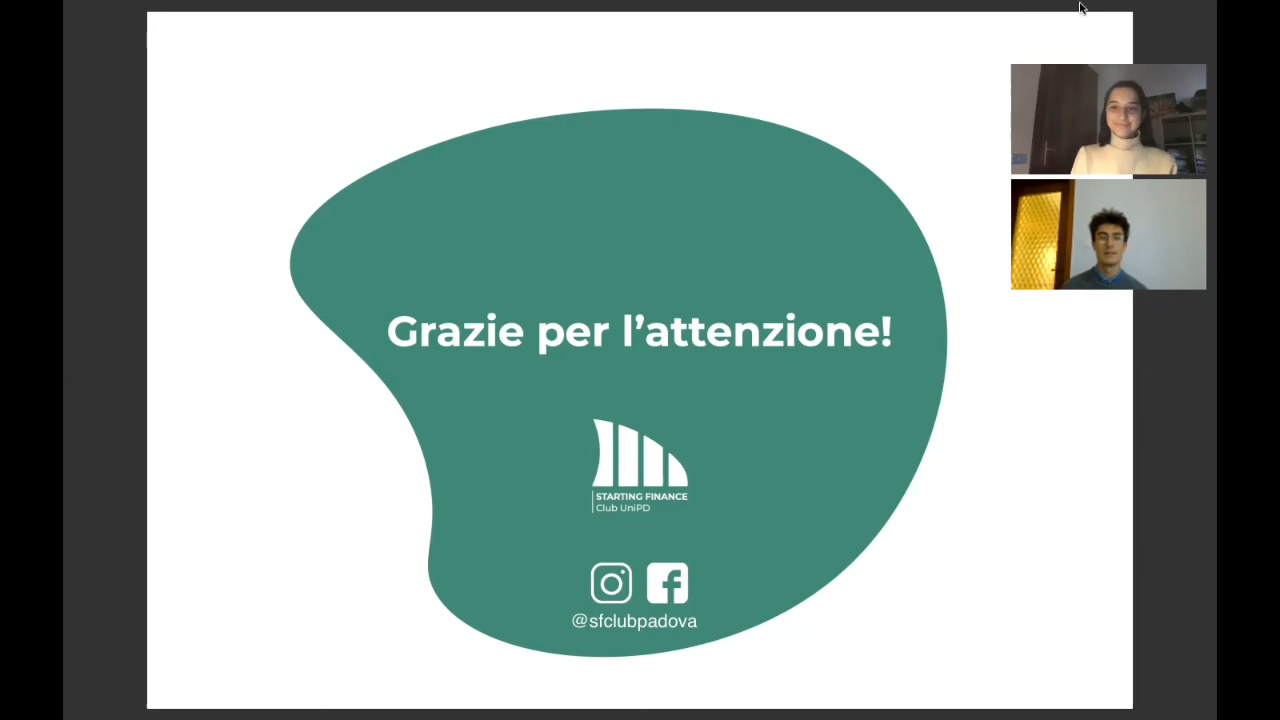 Grazie per l’attenzione!
STARTING FINANCE
Club UniPD
@sfclubpadova